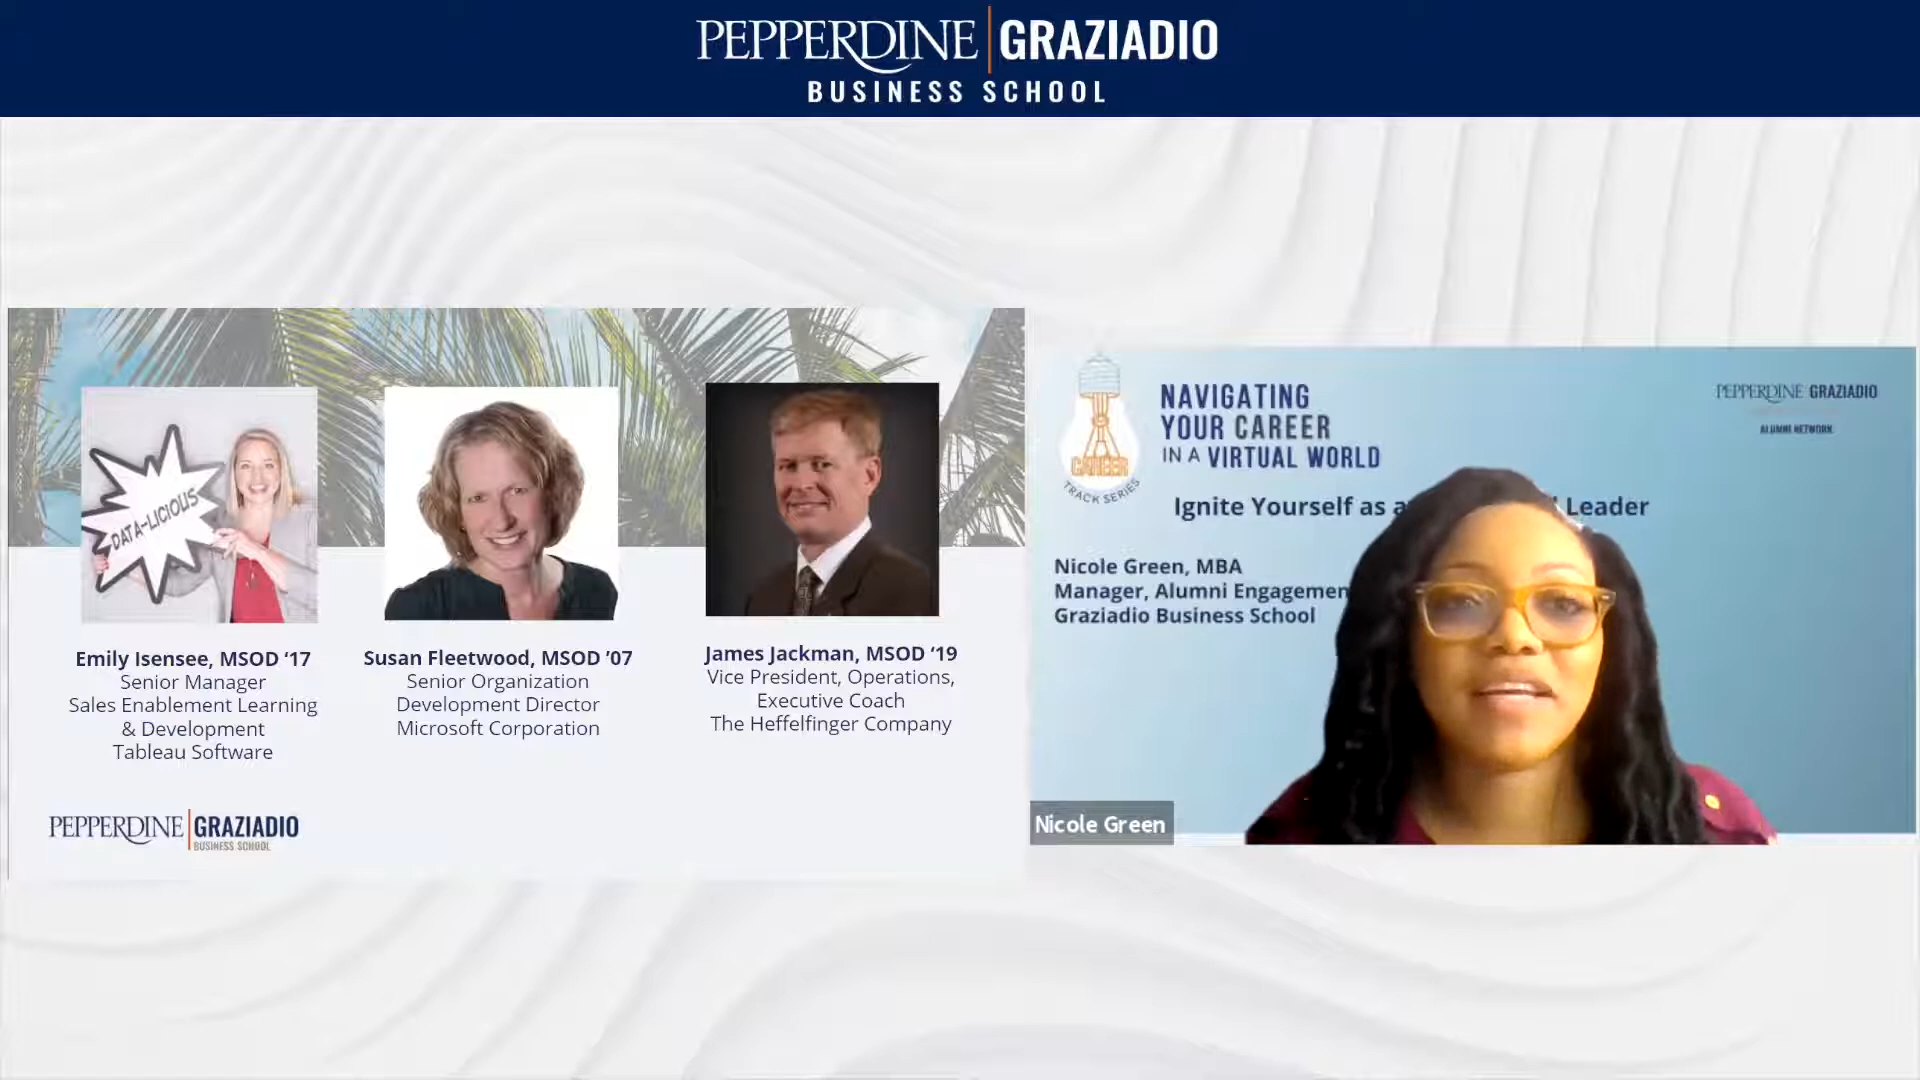 PEPPERDINE GRAZIADIO
BUSINESS SCHOOL
DATA-LICIOUS
Emily Isensee, MSOD ‘17
Senior Manager
Sales Enablement Learning
& Development
Tableau Software
Susan Fleetwood, MSOD ’07
Senior Organization
Development Director
Microsoft Corporation
James Jackman, MSOD ‘19
Vice President, Operations,
Executive Coach
The Heffelfinger Company
PEPPERDINE GRAZIADIO
BUSINESS SCHOOL
CAREER
TRACK SERIES
NAVIGATING
YOUR CAREER
IN A VIRTUAL WORLD
PEPPERDINE GRAZIADIO
ALUMNI NETWORK
Ignite Yourself as a Leader
Nicole Green, MBA
Manager, Alumni Engagemen
Graziadio Business School
Nicole Green